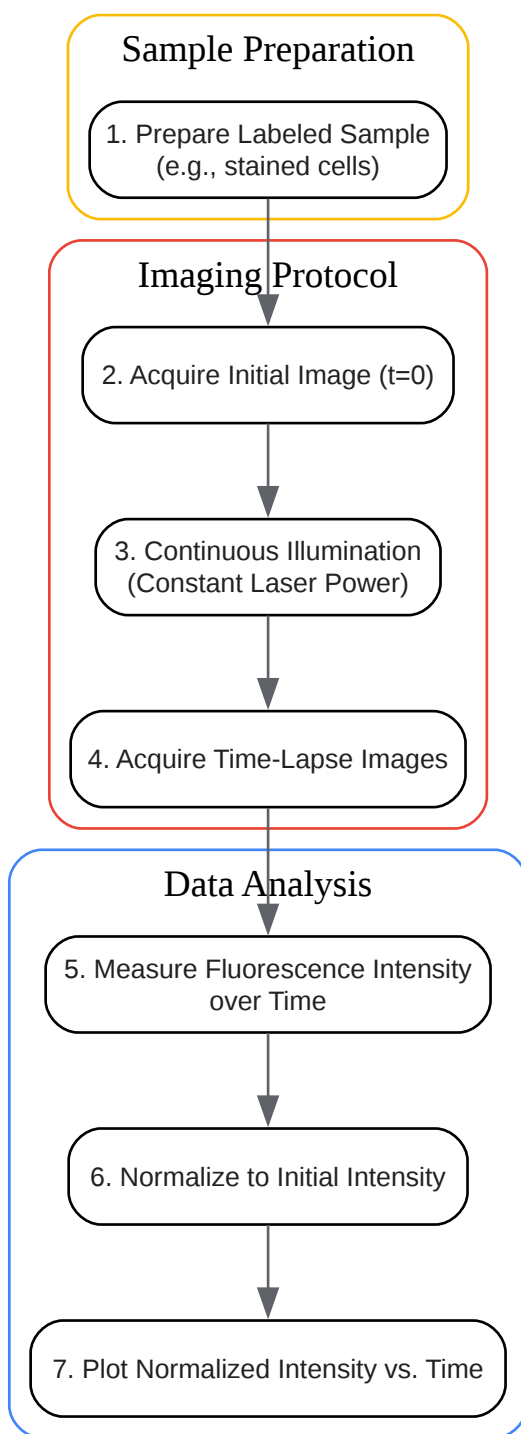 Sample Preparation
1. Prepare Labeled Sample
(e.g., stained cells)
Imaging Protocol
2. Acquire Initial Image (t=0)
3. Continuous Illumination
(Constant Laser Power)
4. Acquire Time-Lapse Images
Data Analysis
5. Measure Fluorescence Intensity
over Time
6. Normalize to Initial Intensity
7. Plot Normalized Intensity vs. Time